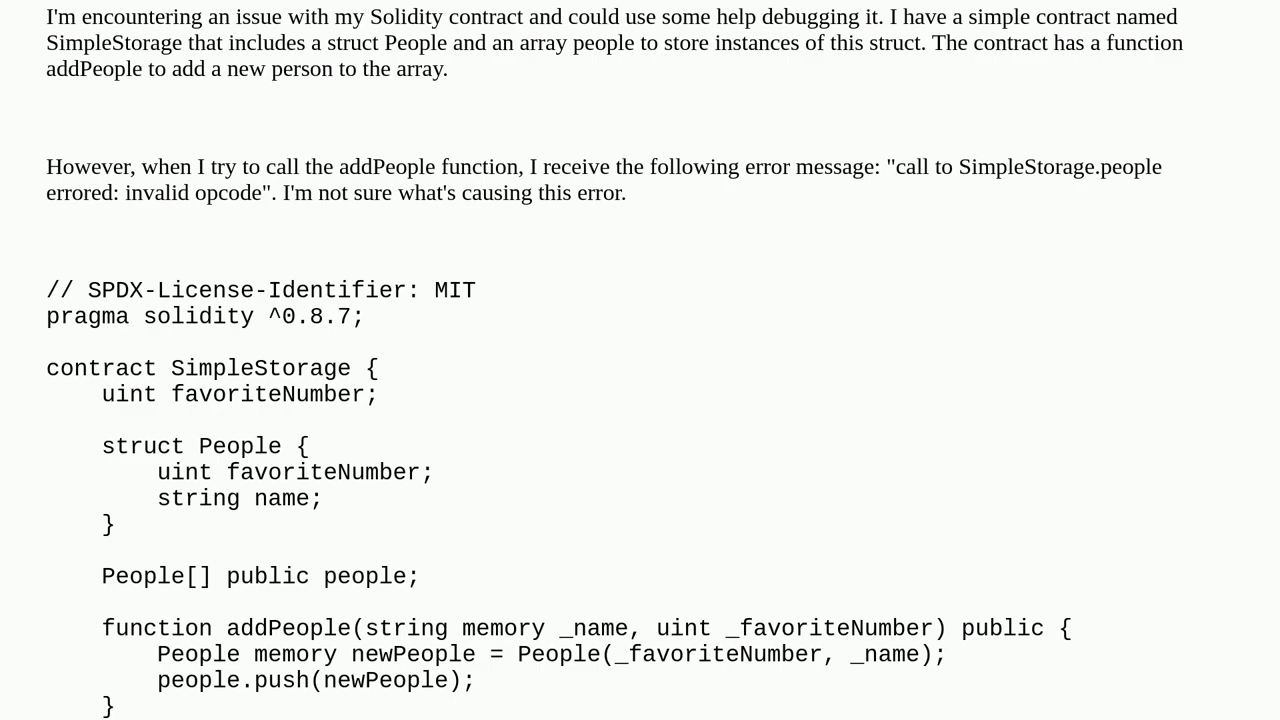 I'm encountering an issue with my Solidity contract and could use some help debugging it. I have a simple contract named
SimpleStorage that includes a struct People and an array people to store instances of this struct. The contract has a function
addPeople to add a new person to the array.
However, when I try to call the addPeople function, I receive the following error message: "call to SimpleStorage.people
errored: invalid opcode". I'm not sure what's causing this error.
// SPDX-License-Identifier: MIT
pragma solidity ^0.8.7;
contract SimpleStorage {
    uint favoriteNumber;
    struct People {
        uint favoriteNumber;
        string name;
    }
    People[] public people;
    function addPeople(string memory _name, uint _favoriteNumber) public {
        People memory newPeople = People(_favoriteNumber, _name);
        people.push(newPeople);
    }